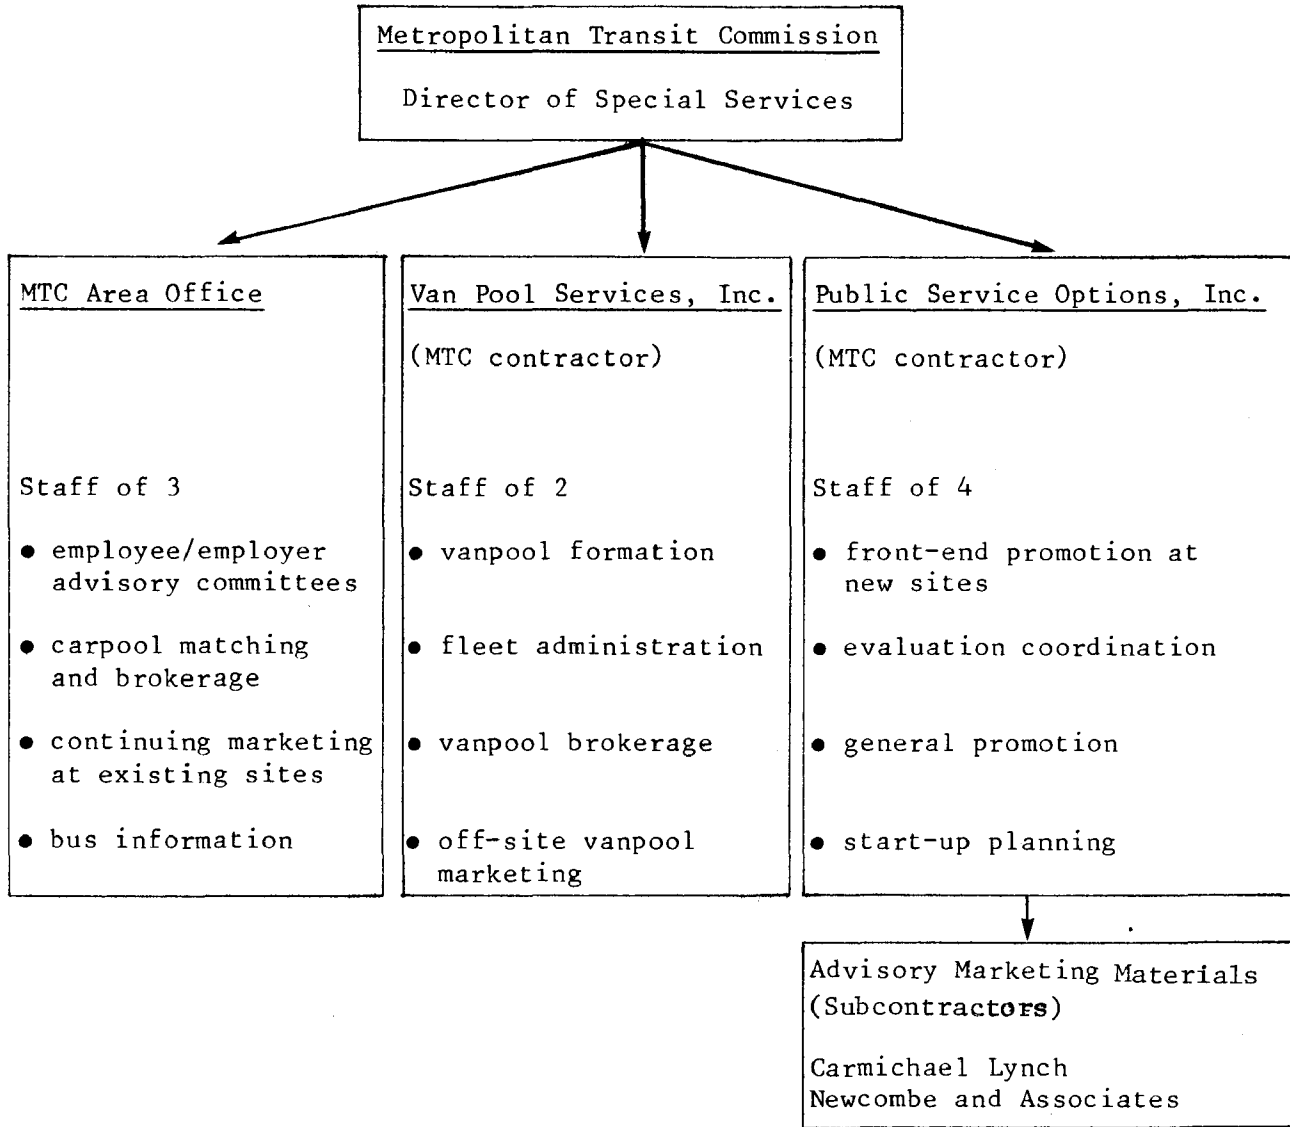 Metropolitan Transit Commission
Director of Special Services
MTC Area Office
Staff of 3
● employee/employer
advisory committees
● carpool matching
and brokerage
● continuing marketing
at existing sites
● bus information
Van Pool Services, Inc.
(MTC contractor)
Staff of 2
● vanpool formation
● fleet administration
● vanpool brokerage
● off-site vanpool
marketing
Public Service Options, Inc.
(MTC contractor)
Staff of 4
● front-end promotion at
new sites
● evaluation coordination
● general promotion
● start-up planning
Advisory Marketing Materials
(Subcontractors)
Carmichael Lynch
Newcombe and Associates